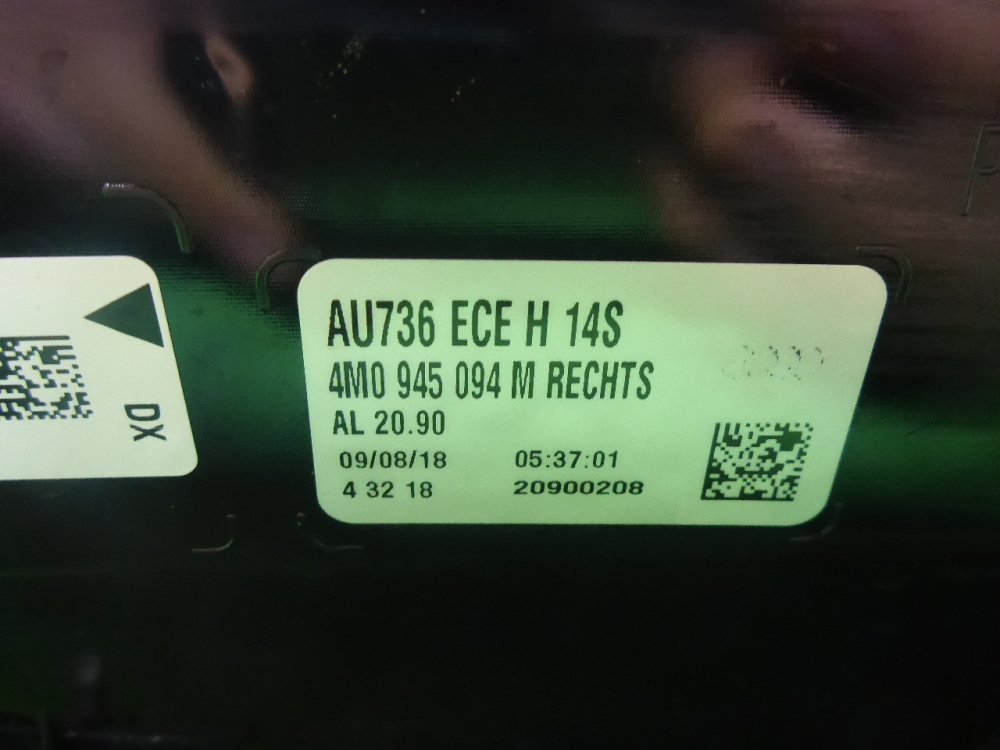 AU736 ECE H 14S
4M0 945 094 M RECHTS
AL 20.90
09/08/18 05:37:01
4 32 18 20900208
DX